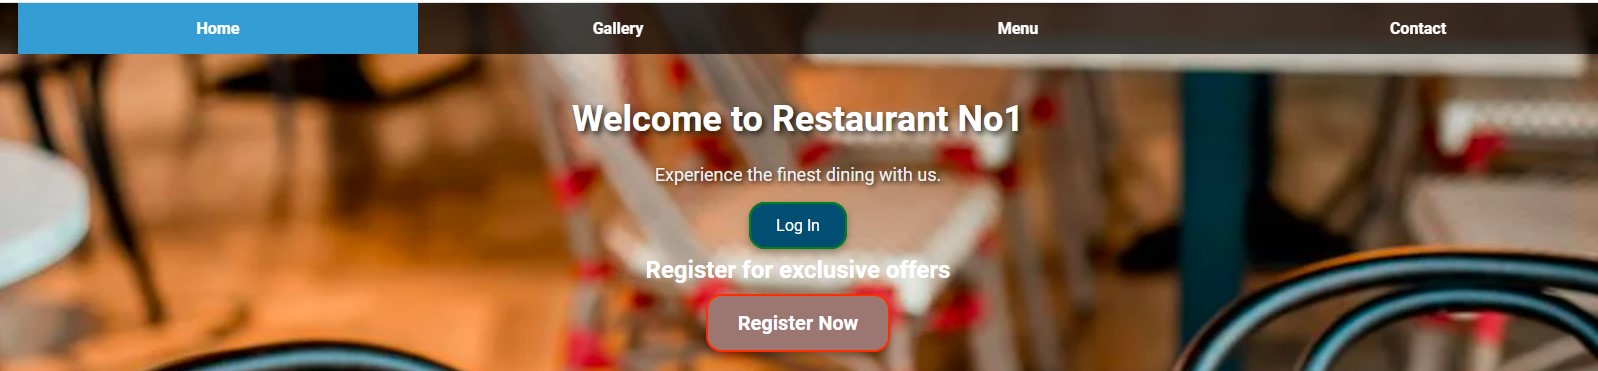 Home Gallery Menu Contact
Welcome to Restaurant No1
Experience the finest dining with us.
Log In
Register for exclusive offers
Register Now